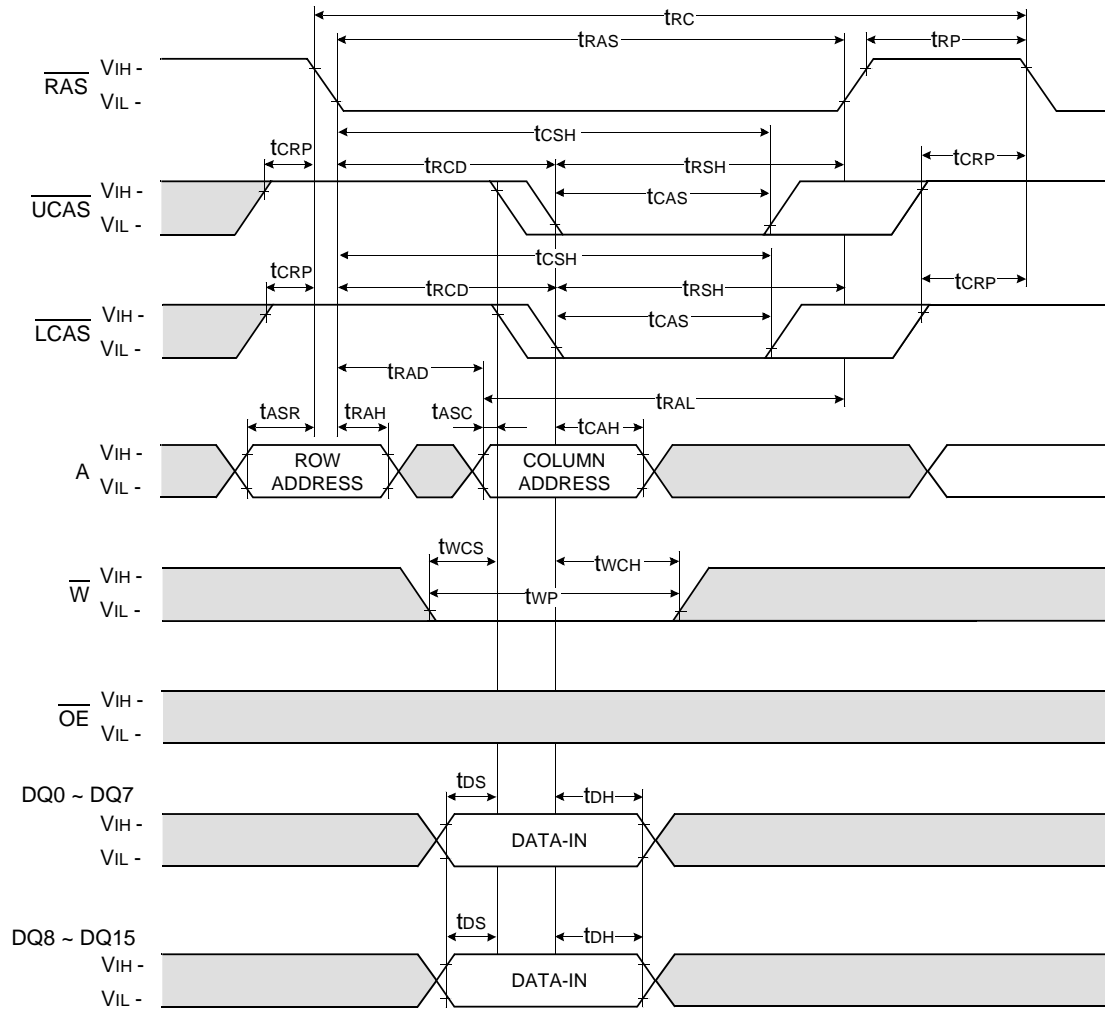 tRC
tRAS tRP
RAS VIH -
VIL -
tCSH
tCRP tRCD tRSH tCRP
UCAS VIH -
VIL -
tCAS
tCSH
tCRP tRCD tRSH tCRP
LCAS VIH -
VIL -
tCAS
tRAD
tRAL
tASR tRAH tASC tCAH
A VIH -
VIL -
ROW
ADDRESS
COLUMN
ADDRESS
tWCS tWCH
W VIH -
VIL -
tWP
OE VIH -
VIL -
tDS tDH
DQ0 ~ DQ7
VIH -
VIL -
DATA-IN
tDS tDH
DQ8 ~ DQ15
VIH -
VIL -
DATA-IN